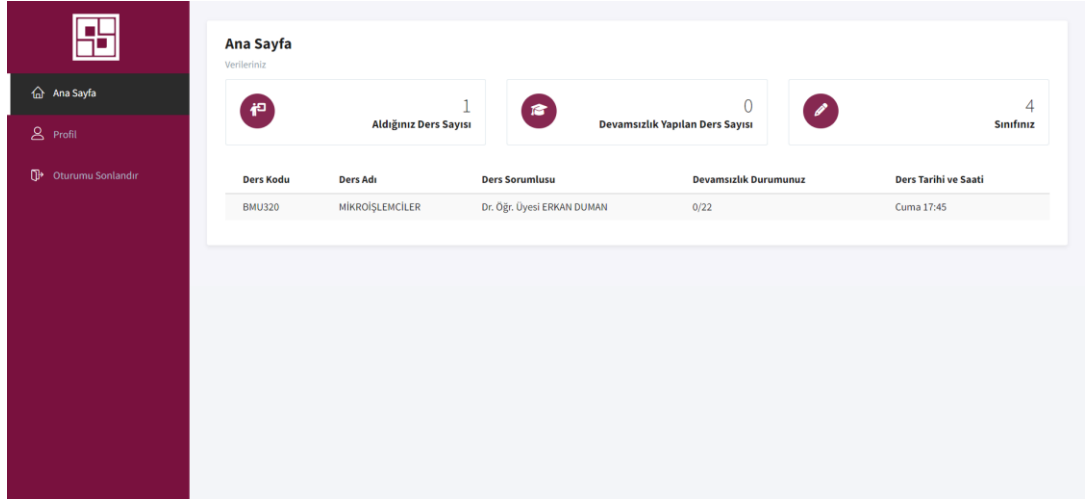 Ana Sayfa
Profil
Oturumu Sonlandır
Ana Sayfa
Verileriniz
1
Aldığınız Ders Sayısı
0
Devamsızlık Yapılan Ders Sayısı
4
Sınıfınız
Ders Kodu Ders Adı Ders Sorumlusu Devamsızlık Durumunuz Ders Tarihi ve Saati
BMU320 MİKROİŞLEMCİLER Dr. Öğr. Üyesi ERKAN DUMAN 0/22 Cuma 17:45